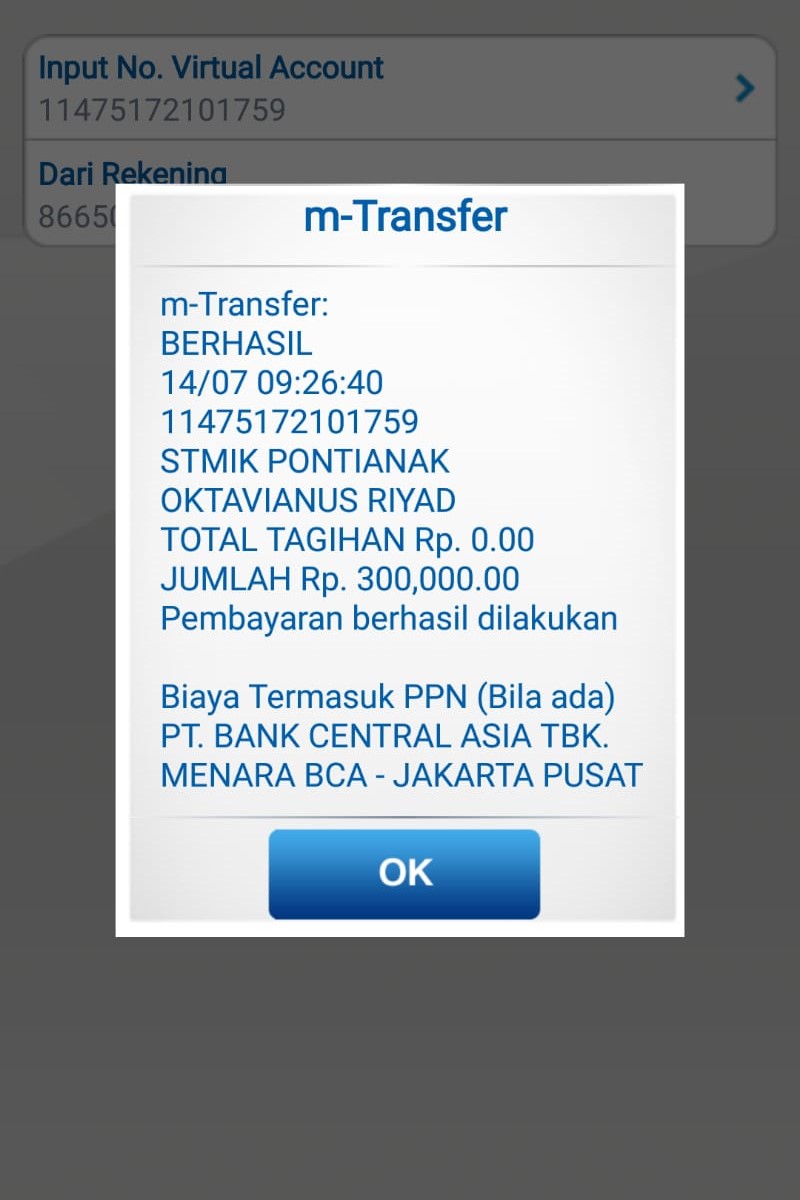 Input No. Virtual Account
11475172101759
Dari Rekening
8665
m-Transfer
m-Transfer:
BERHASIL
14/07 09:26:40
11475172101759
STMIK PONTIANAK
OKTAVIANUS RIYAD
TOTAL TAGIHAN Rp. 0.00
JUMLAH Rp. 300,000.00
Pembayaran berhasil dilakukan
Biaya Termasuk PPN (Bila ada)
PT. BANK CENTRAL ASIA TBK.
MENARA BCA - JAKARTA PUSAT
OK